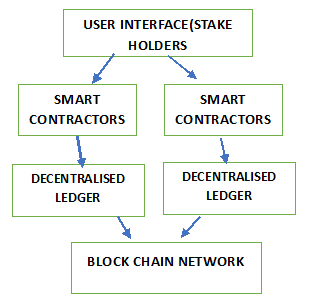 USER INTERFACE(STAKE
HOLDERS
SMART
CONTRACTORS
SMART
CONTRACTORS
DECENTRALISED
LEDGER
DECENTRALISED
LEDGER
BLOCK CHAIN NETWORK